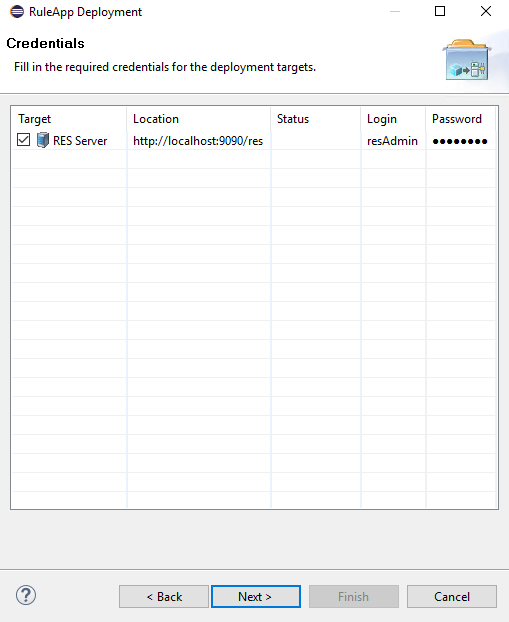 RuleApp Deployment
Credentials
Fill in the required credentials for the deployment targets.
Target Location Status Login Password
RES Server http://localhost:9090/res resAdmin ●●●●●●●●
? < Back Next > Finish Cancel